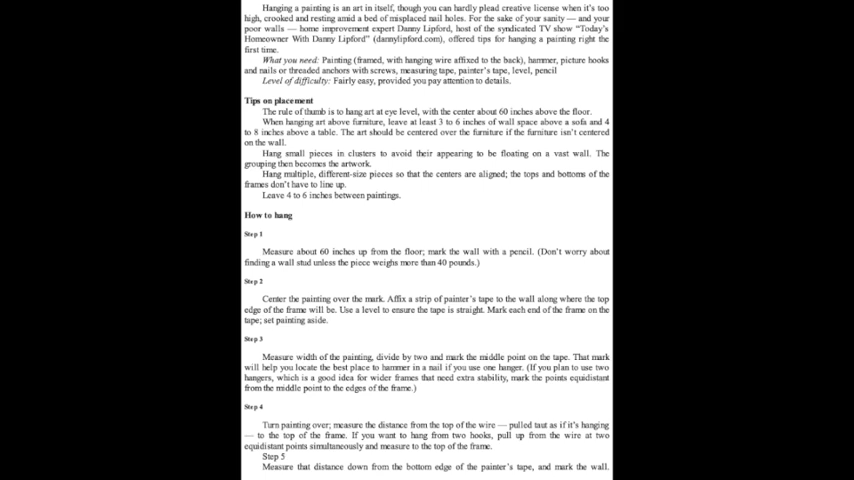 Hanging a painting is an art in itself, though you can hardly plead creative license when it's too
high, crooked and resting amid a bed of misplaced nail holes. For the sake of your sanity — and your
poor walls — home improvement expert Danny Lipford, host of the syndicated TV show “Today's
Homeowner With Danny Lipford” (dannylipford.com), offered tips for hanging a painting right the
first time.
What you need: Painting (framed, with hanging wire affixed to the back), hammer, picture hooks
and nails or threaded anchors with screws, measuring tape, painter's tape, level, pencil
Level of difficulty: Fairly easy, provided you pay attention to details.
Tips on placement
The rule of thumb is to hang art at eye level, with the center about 60 inches above the floor.
When hanging art above furniture, leave at least 3 to 6 inches of wall space above a sofa and 4
to 8 inches above a table. The art should be centered over the furniture if the furniture isn't centered
on the wall.
Hang small pieces in clusters to avoid their appearing to be floating on a vast wall. The
grouping then becomes the artwork.
Hang multiple, different-size pieces so that the centers are aligned; the tops and bottoms of the
frames don't have to line up.
Leave 4 to 6 inches between paintings.
How to hang
Step 1
Measure about 60 inches up from the floor; mark the wall with a pencil. (Don't worry about
finding a wall stud unless the piece weighs more than 40 pounds.)
Step 2
Center the painting over the mark. Affix a strip of painter's tape to the wall along where the top
edge of the frame will be. Use a level to ensure the tape is straight. Mark each end of the frame on the
tape; set painting aside.
Step 3
Measure width of the painting, divide by two and mark the middle point on the tape. That mark
will help you locate the best place to hammer in a nail if you use one hanger. (If you plan to use two
hangers, which is a good idea for wider frames that need extra stability, mark the points equidistant
from the middle point to the edges of the frame.)
Step 4
Turn painting over; measure the distance from the top of the wire — pulled taut as if it's hanging
— to the top of the frame. If you want to hang from two hooks, pull up from the wire at two
equidistant points simultaneously and measure to the top of the frame.
Step 5
Measure that distance down from the bottom edge of the painter's tape, and mark the wall.